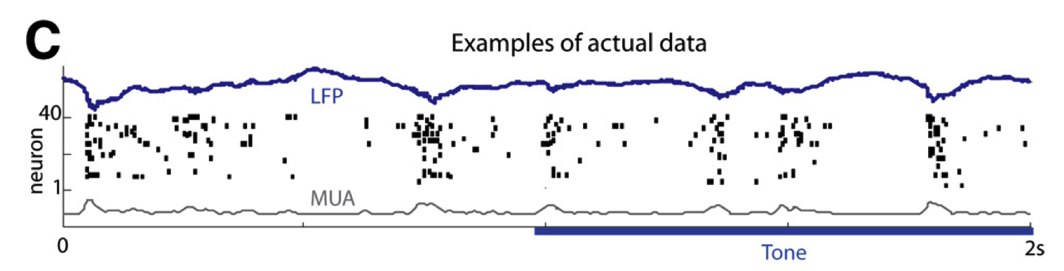 C
Examples of actual data
LFP
40
neuron
1
MUA
0
Tone
2s